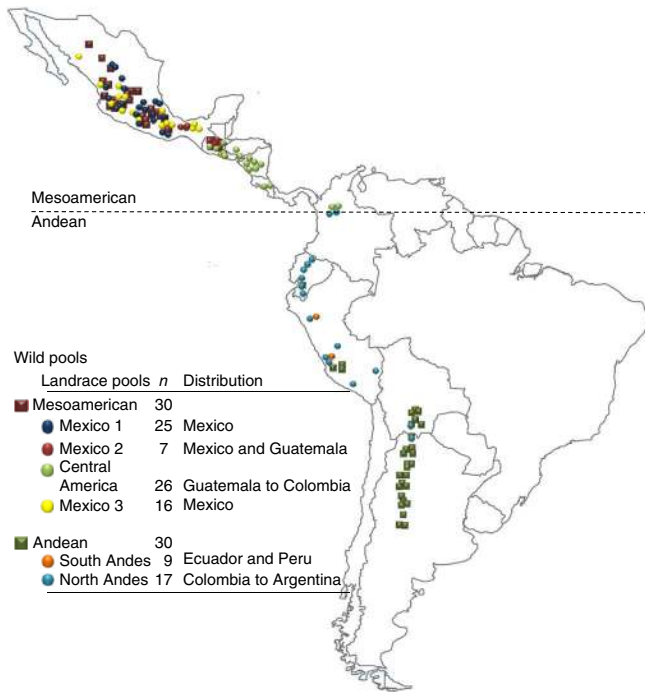 Mesoamerican
Andean
Wild pools
Landrace pools n Distribution
Mesoamerican 30
Mexico 1 25 Mexico
Mexico 2 7 Mexico and Guatemala
Central
America 26 Guatemala to Colombia
Mexico 3 16 Mexico
Andean 30
South Andes 9 Ecuador and Peru
North Andes 17 Colombia to Argentina